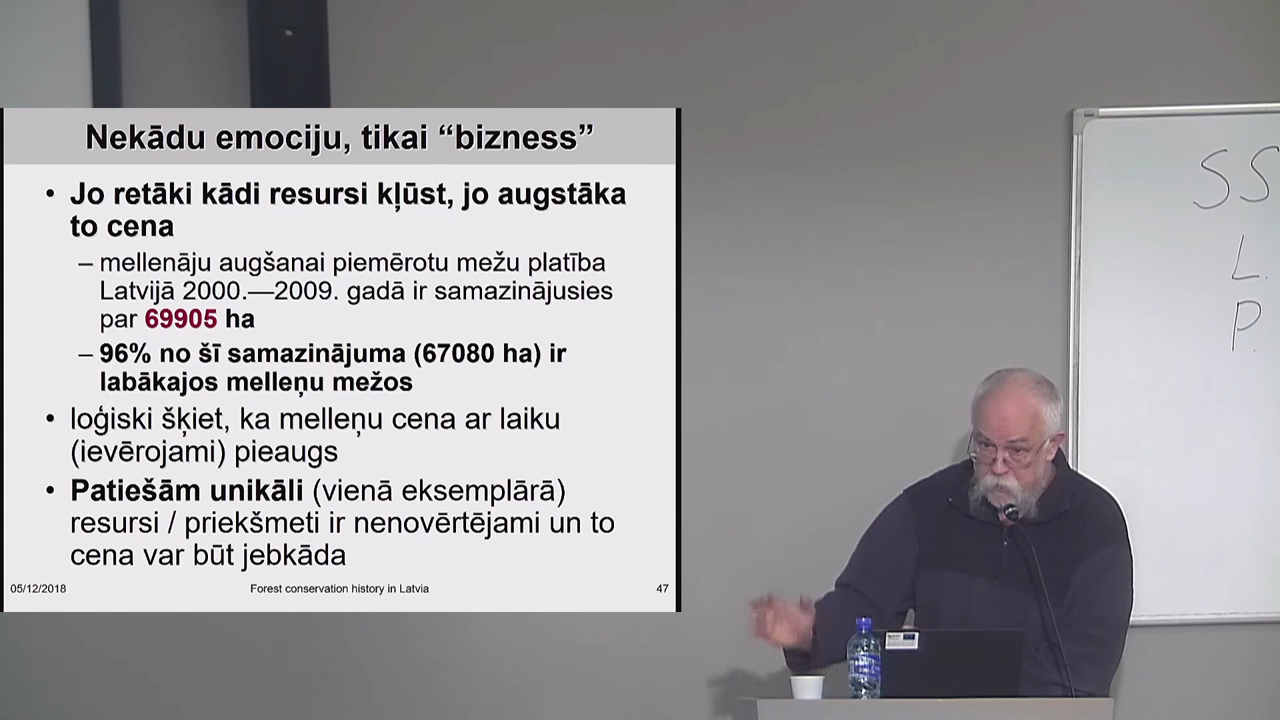 Nekādu emociju, tikai “bizness”
• Jo retāki kādi resursi kļūst, jo augstāka
to cena
– mellenāju augšanai piemērotu mežu platība
Latvijā 2000.—2009. gadā ir samazinājusies
par 69905 ha
– 96% no šī samazinājuma (67080 ha) ir
labākajos melleņu mežos
• loģiski šķiet, ka melleņu cena ar laiku
(ievērojami) pieaugs
• Patiešām unikāli (vienā eksemplārā)
resursi / priekšmeti ir nenovērtējami un to
cena var būt jebkāda
05/12/2018 Forest conservation history in Latvia 47
SS
L.
P.